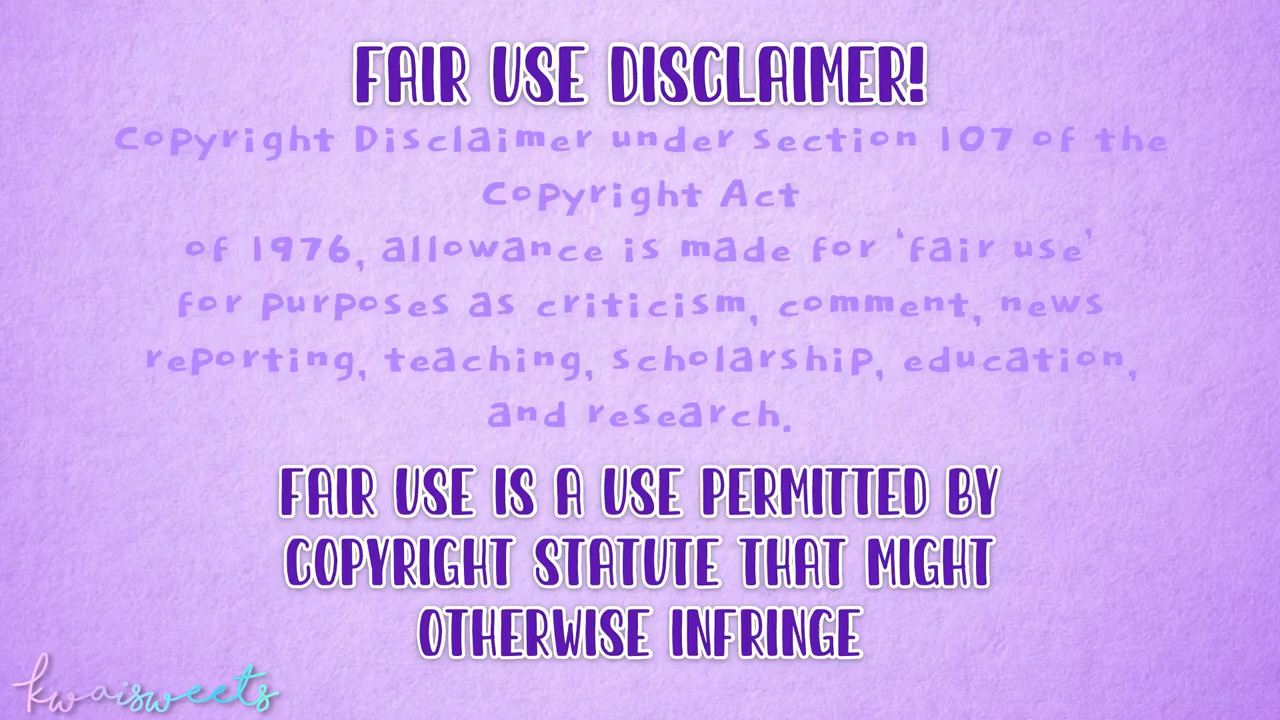 FAIR USE DISCLAIMER!
Copyright Disclaimer under section 107 of the
Copyright Act
of 1976, allowance is made for 'fair use'
for purposes as criticism, comment, news
reporting, teaching, scholarship, education,
and research.
FAIR USE IS A USE PERMITTED BY
COPYRIGHT STATUTE THAT MIGHT
OTHERWISE INFRINGE
kwaisweets